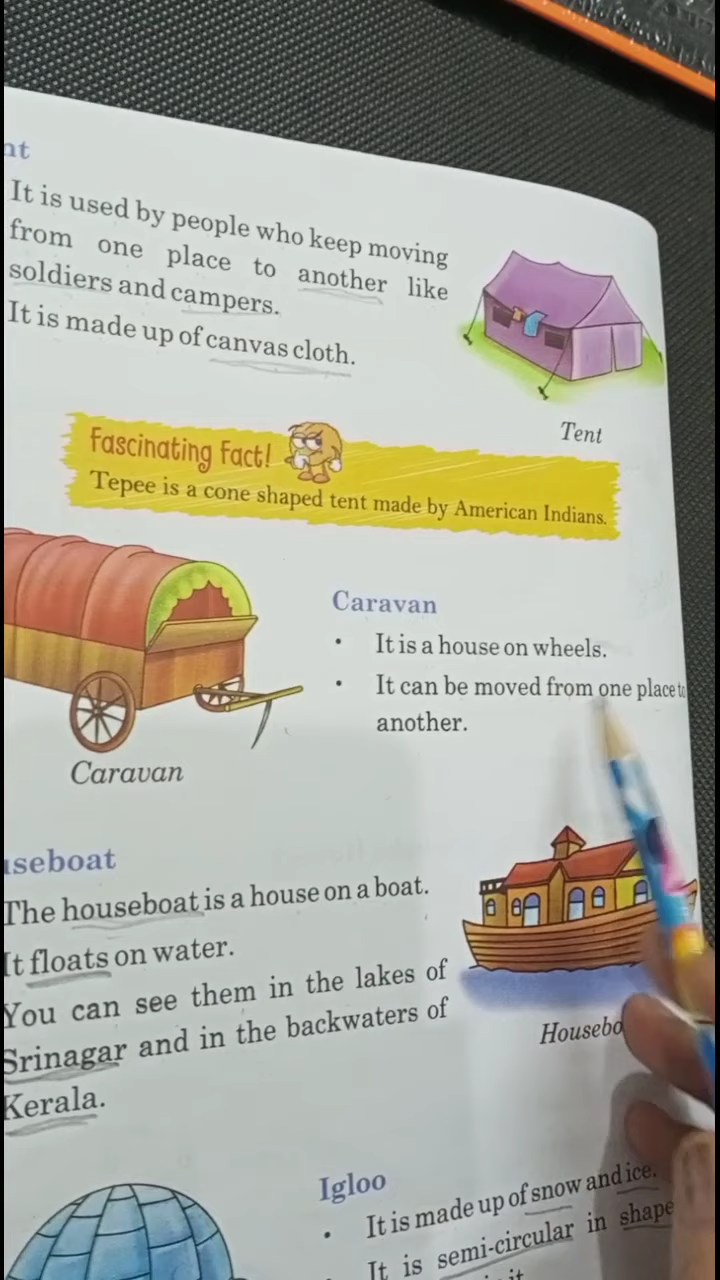 nt
It is used by people who keep moving
from one place to another like
soldiers and campers.
It is made up of canvas cloth.
Tent
Fascinating Fact!
Tepee is a cone shaped tent made by American Indians.
Caravan
• It is a house on wheels.
• It can be moved from one place to
another.
Caravan
useboat
The houseboat is a house on a boat.
It floats on water.
You can see them in the lakes of
Srinagar and in the backwaters of
Kerala.
Housebo
Igloo
• It is made up of snow and ice.
It is semi-circular in shape
it